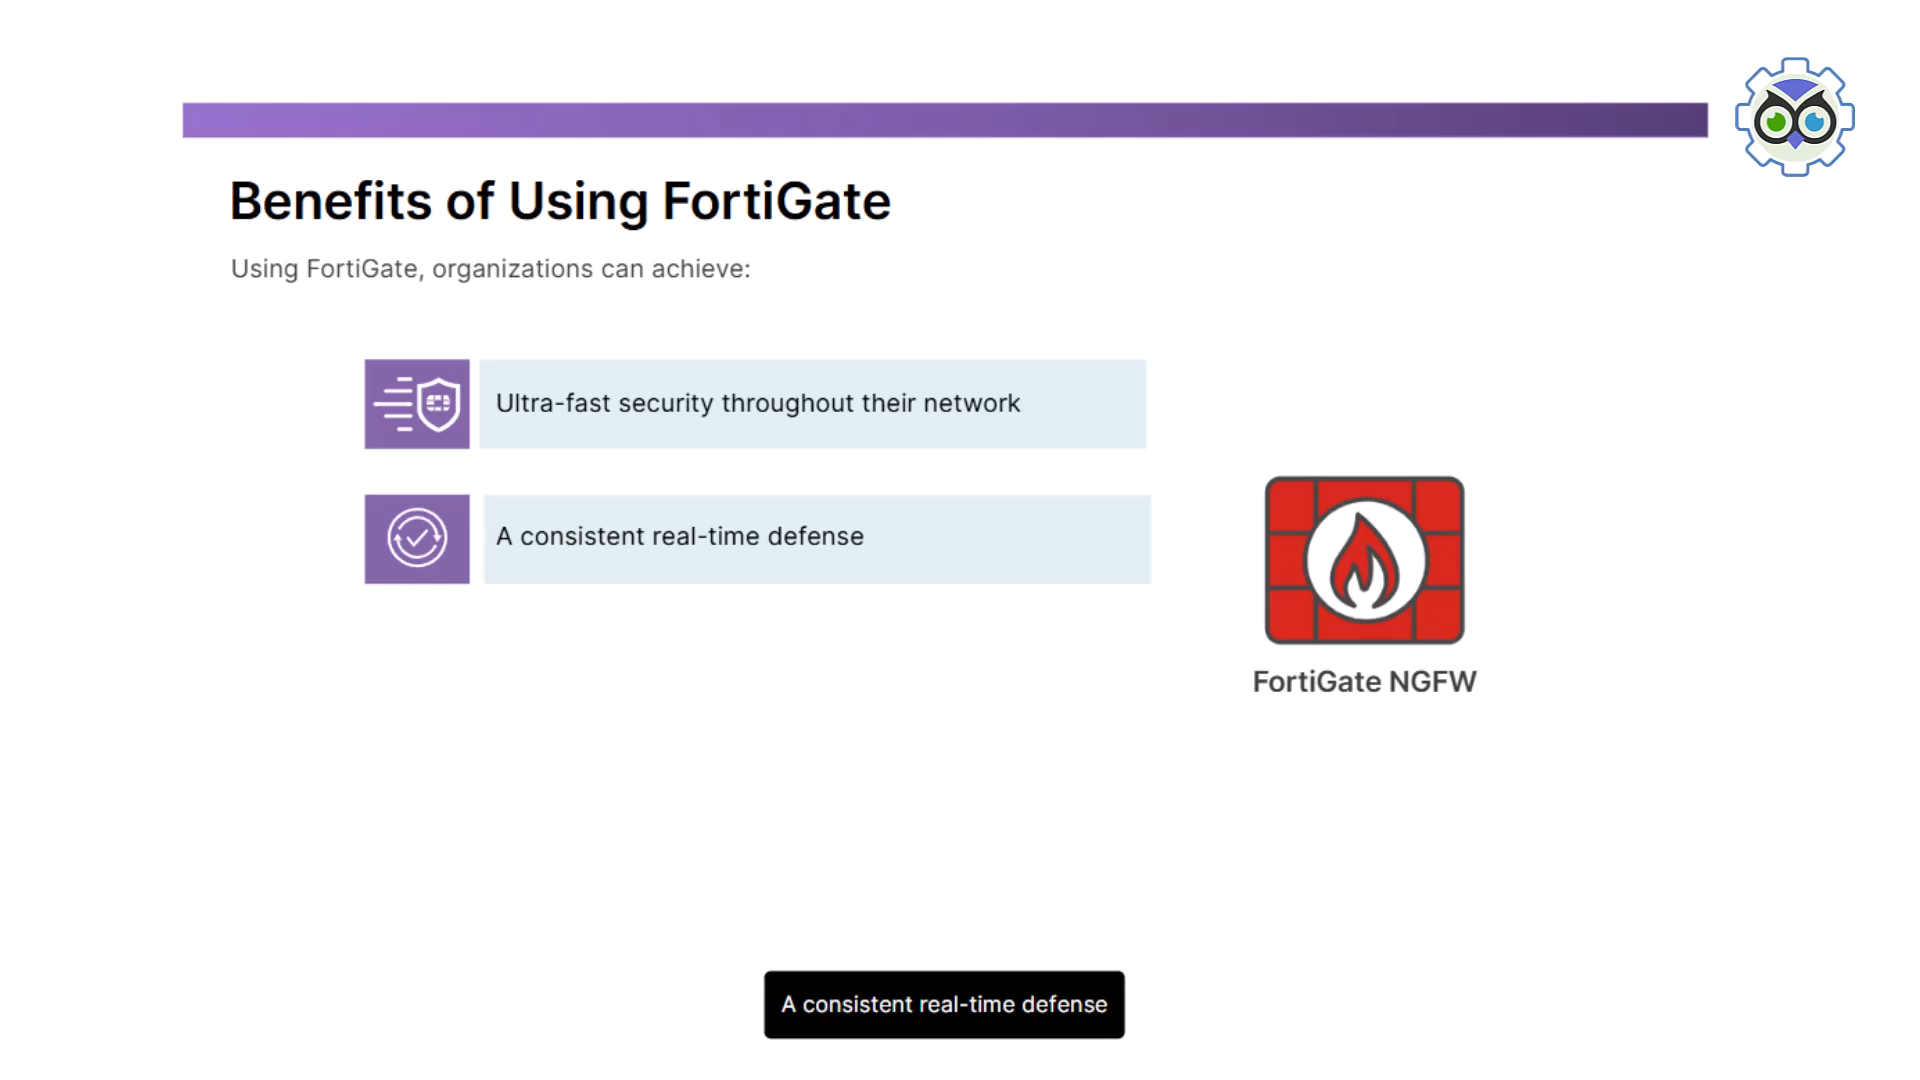 Benefits of Using FortiGate
Using FortiGate, organizations can achieve:
Ultra-fast security throughout their network
A consistent real-time defense
FortiGate NGFW
A consistent real-time defense